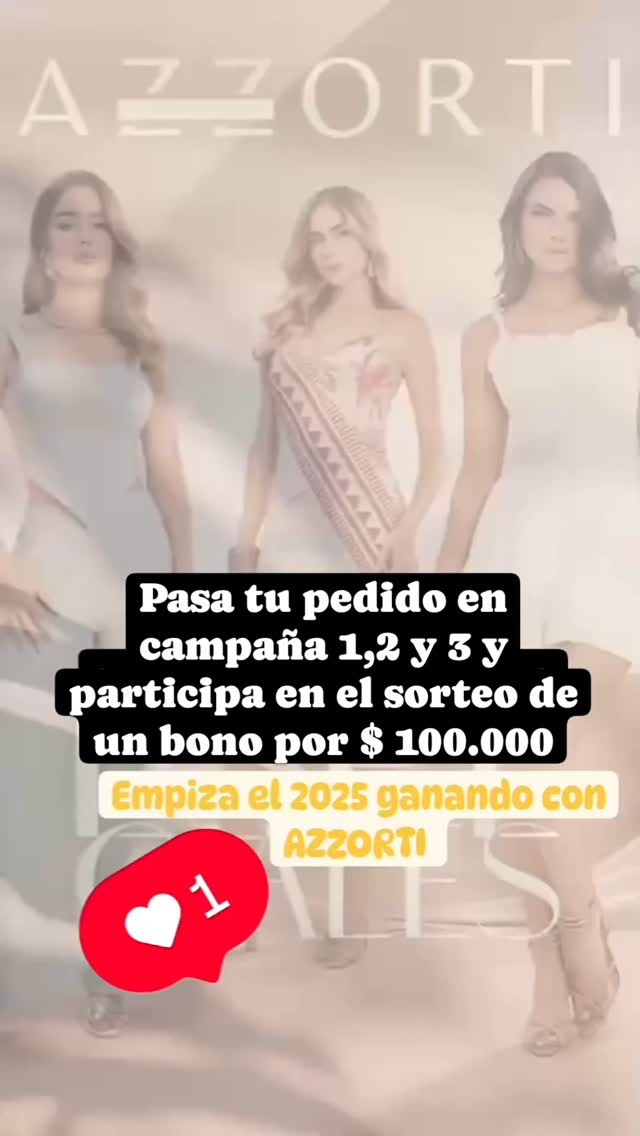 AZZORTI
Pasa tu pedido en
campaña 1,2 y 3 y
participa en el sorteo de
un bono por $ 100.000
Empiza el 2025 ganando con
AZZORTI
1